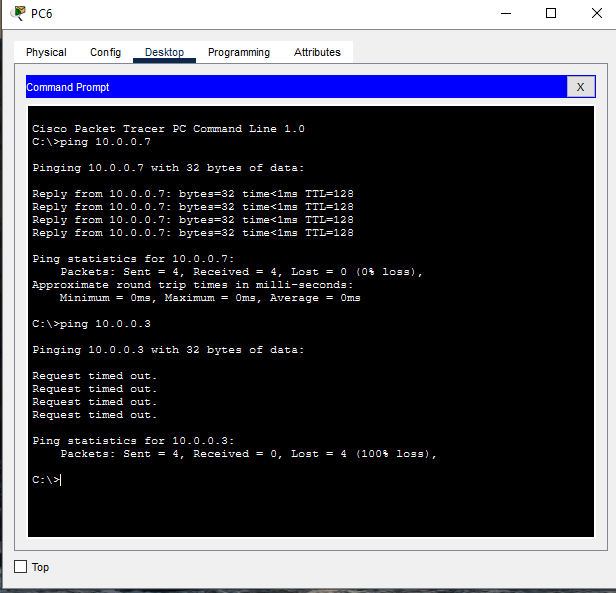 PC6
Physical Config Desktop Programming Attributes
Command Prompt X
Cisco Packet Tracer PC Command Line 1.0
C:\>ping 10.0.0.7
Pinging 10.0.0.7 with 32 bytes of data:
Reply from 10.0.0.7: bytes=32 time<1ms TTL=128
Reply from 10.0.0.7: bytes=32 time<1ms TTL=128
Reply from 10.0.0.7: bytes=32 time<1ms TTL=128
Reply from 10.0.0.7: bytes=32 time<1ms TTL=128
Ping statistics for 10.0.0.7:
    Packets: Sent = 4, Received = 4, Lost = 0 (0% loss),
Approximate round trip times in milli-seconds:
    Minimum = 0ms, Maximum = 0ms, Average = 0ms
C:\>ping 10.0.0.3
Pinging 10.0.0.3 with 32 bytes of data:
Request timed out.
Request timed out.
Request timed out.
Request timed out.
Ping statistics for 10.0.0.3:
    Packets: Sent = 4, Received = 0, Lost = 4 (100% loss),
C:\>
Top